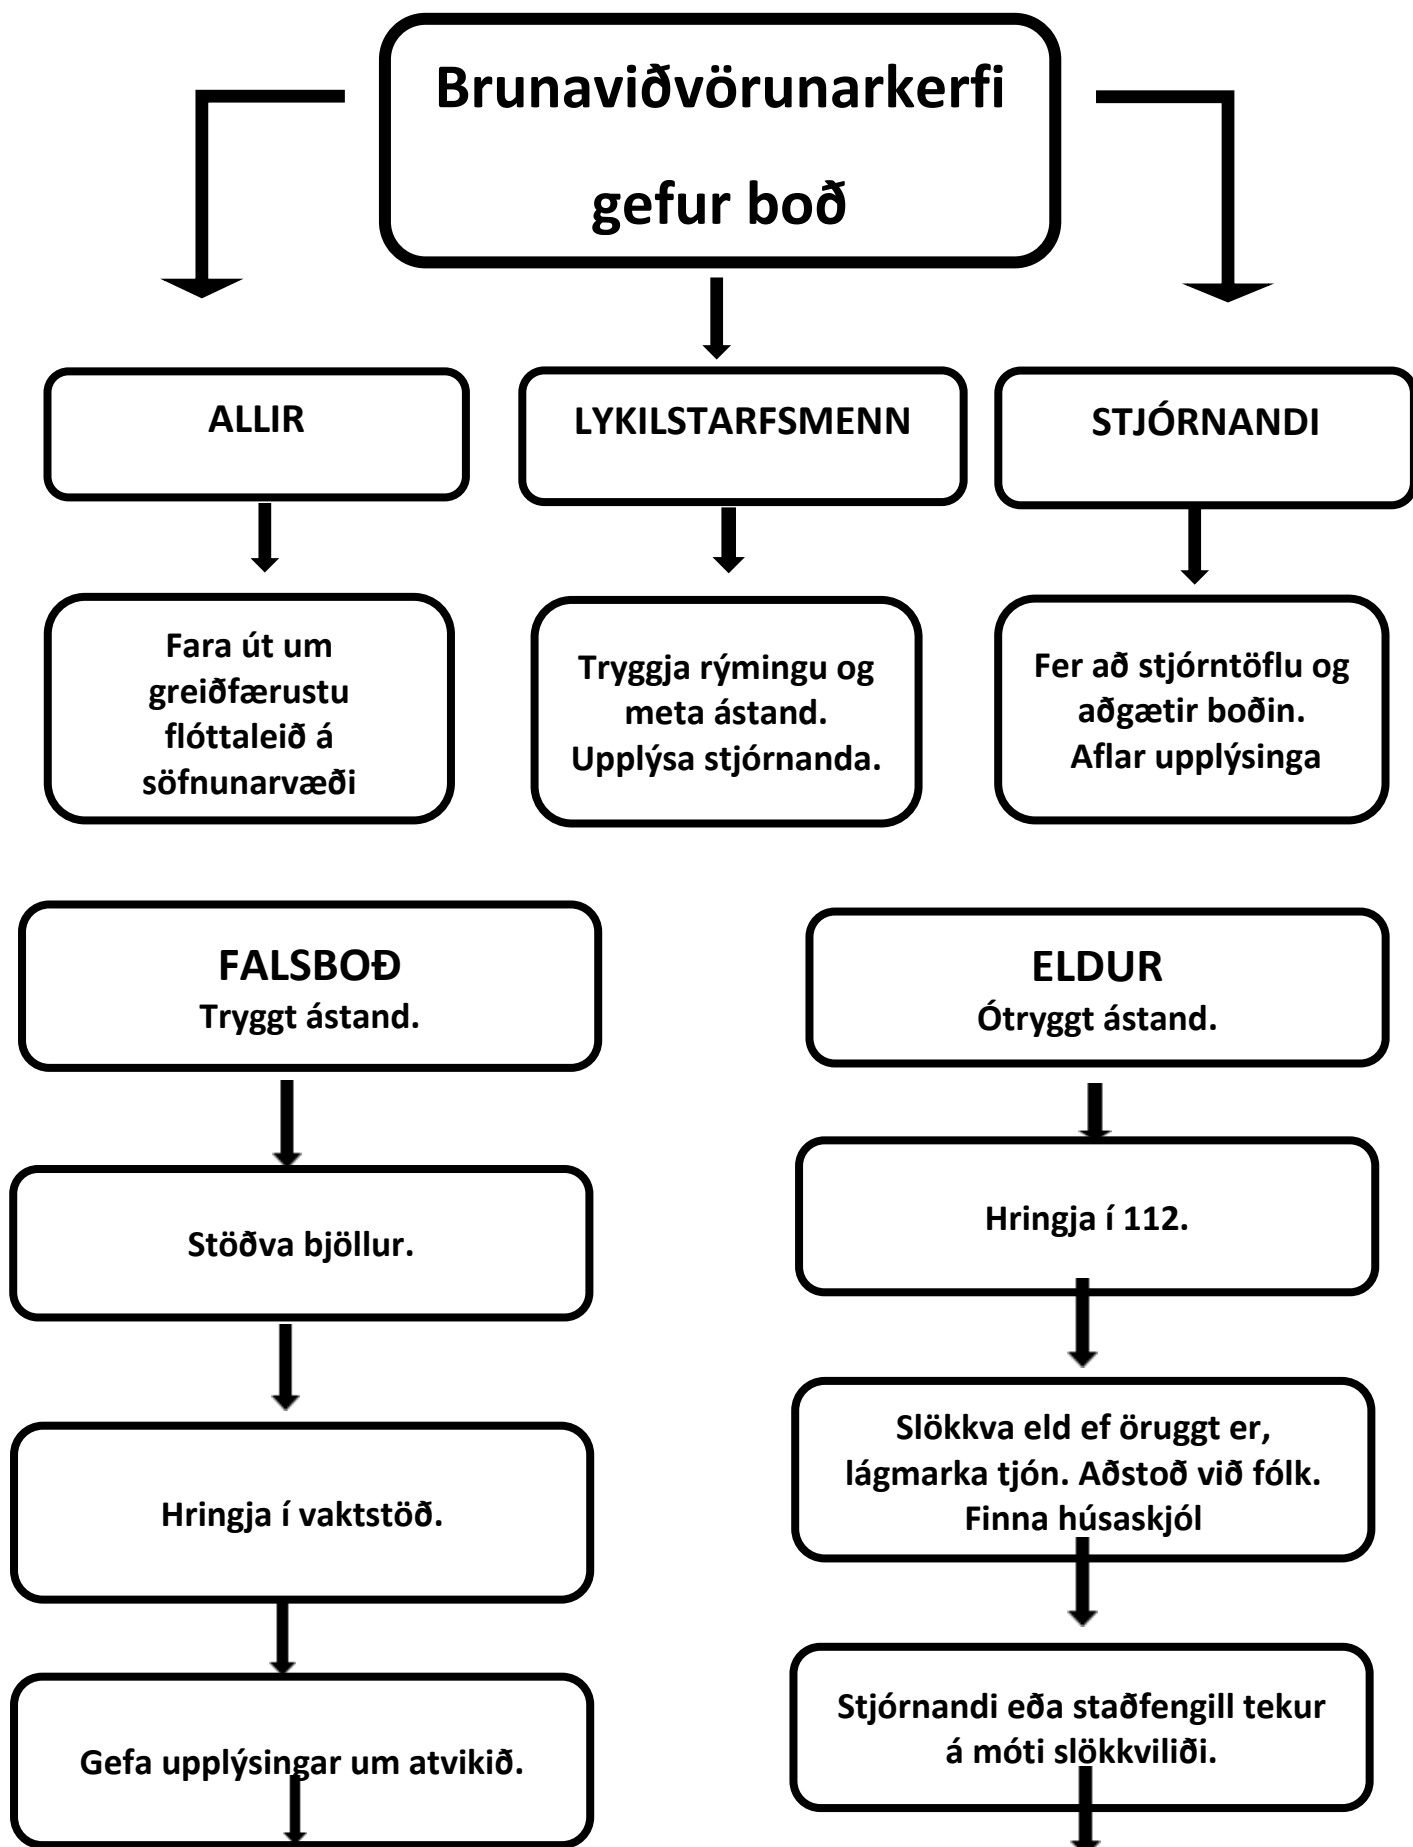 Brunaviðvörunarkerfi
gefur boð
ALLIR
LYKILSTARFSMENN
STJÓRNANDI
Fara út um
greiðfærustu
flóttaleið á
söfnunarvæði
Tryggja rýmingu og
meta ástand.
Upplýsa stjórnanda.
Fer að stjórntöflu og
aðgætir boðin.
Aflar upplýsinga
FALSBOÐ
Tryggt ástand.
ELDUR
Ótryggt ástand.
Stöðva bjöllur.
Hringja í 112.
Hringja í vaktstöð.
Slökkva eld ef öruggt er,
lágmarka tjón. Aðstoð við fólk.
Finna húsaskjól
Gefa upplýsingar um atvikið.
Stjórnandi eða staðfengill tekur
á móti slökkviliði.